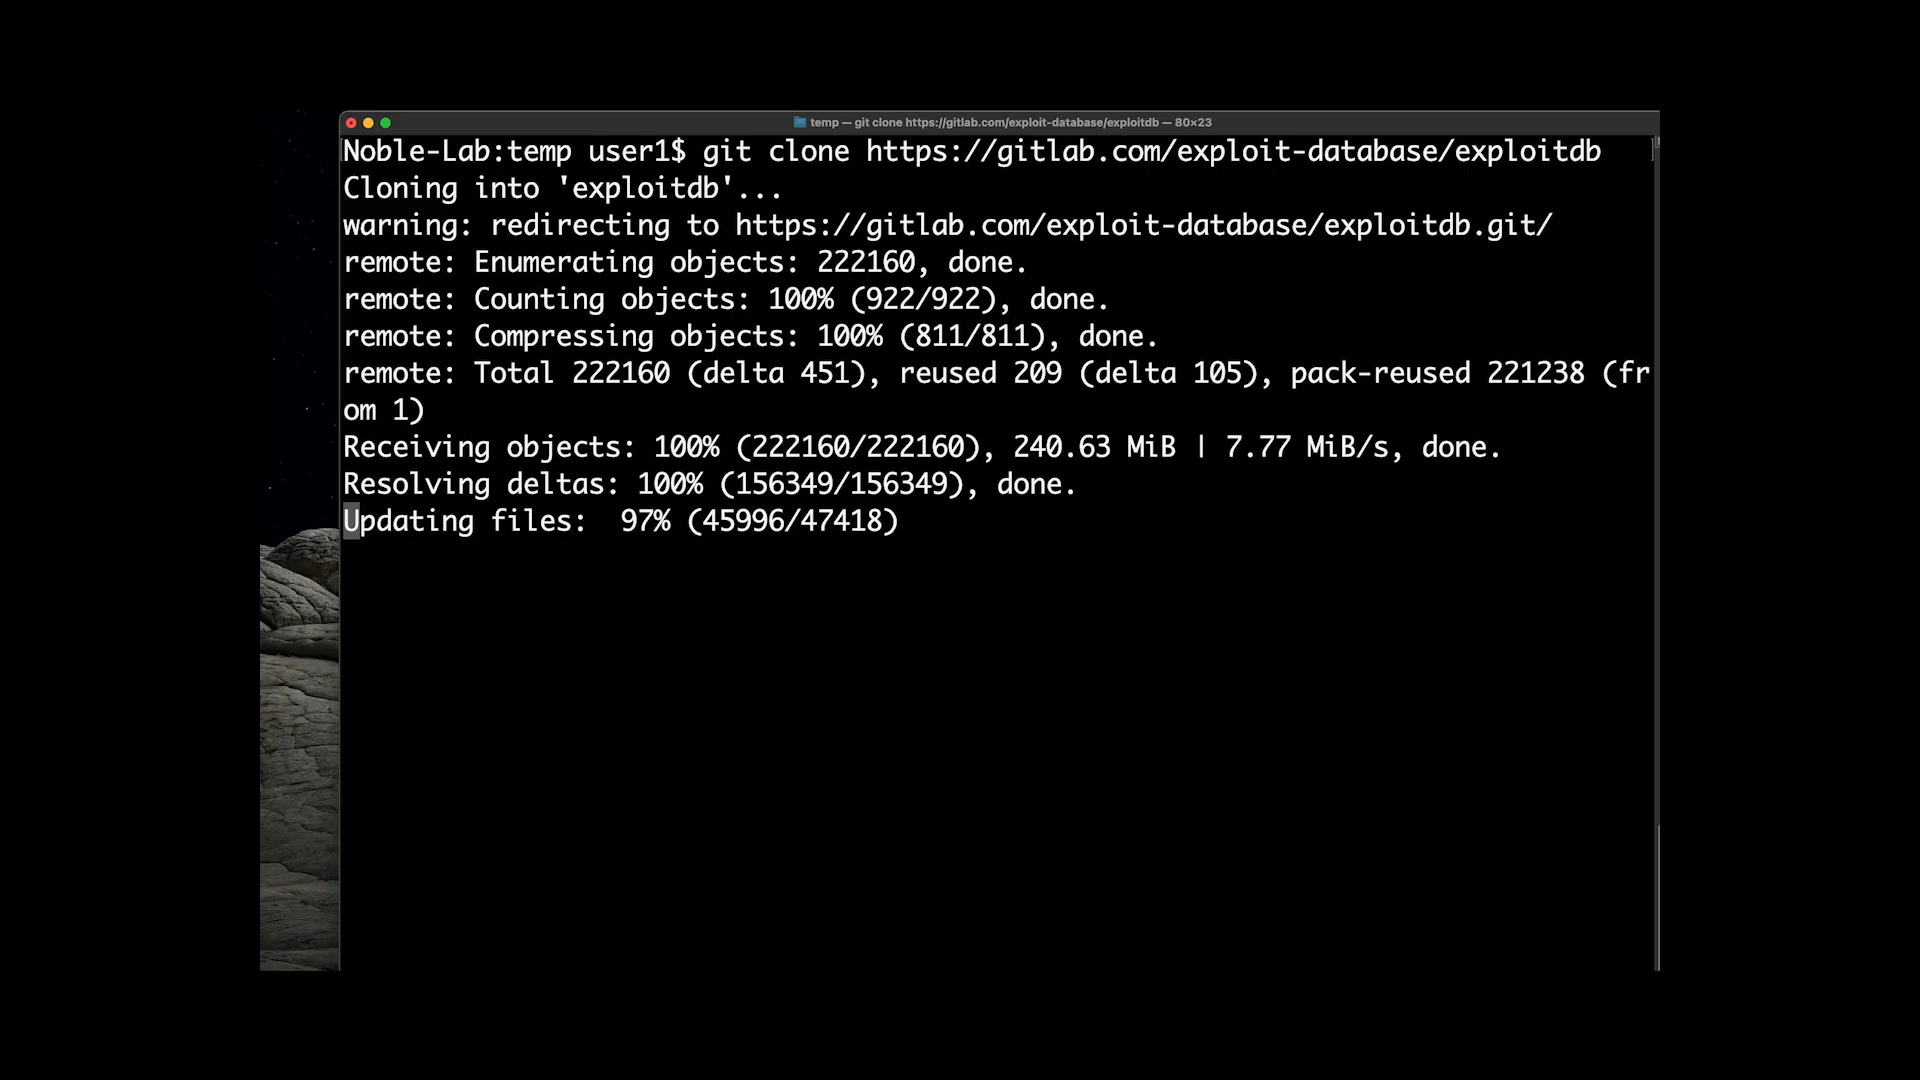 temp — git clone https://gitlab.com/exploit-database/exploitdb — 80×23
Noble-Lab:temp user1$ git clone https://gitlab.com/exploit-database/exploitdb
Cloning into 'exploitdb'...
warning: redirecting to https://gitlab.com/exploit-database/exploitdb.git/
remote: Enumerating objects: 222160, done.
remote: Counting objects: 100% (922/922), done.
remote: Compressing objects: 100% (811/811), done.
remote: Total 222160 (delta 451), reused 209 (delta 105), pack-reused 221238 (fr
om 1)
Receiving objects: 100% (222160/222160), 240.63 MiB | 7.77 MiB/s, done.
Resolving deltas: 100% (156349/156349), done.
Updating files:  97% (45996/47418)